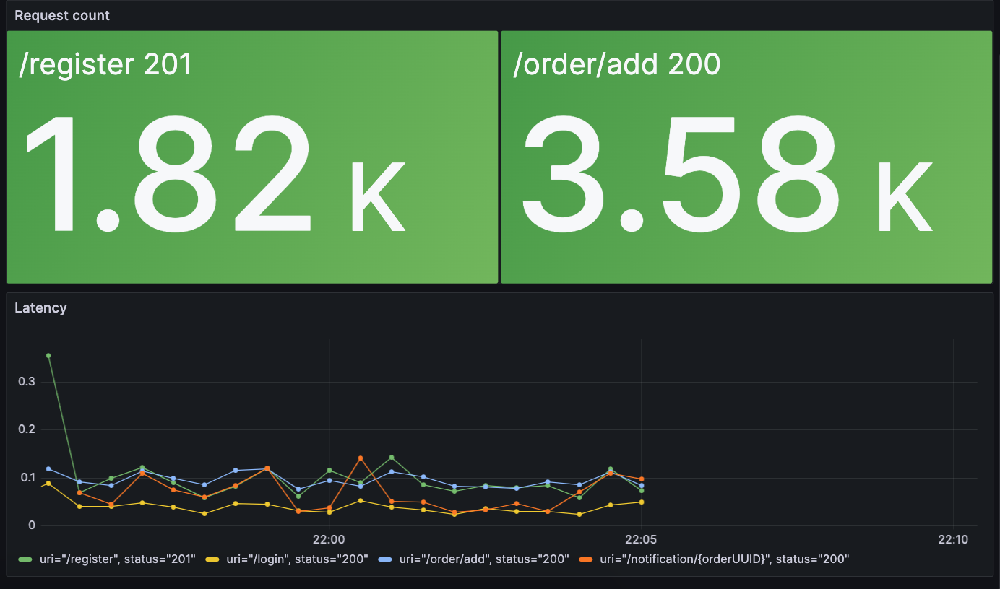 Request count
/register 201
/order/add 200
1.82 K
3.58 K
Latency
0.3
0.2
0.1
0
22:00
22:05
22:10
uri="/register", status="201"
uri="/login", status="200"
uri="/order/add", status="200"
uri="/notification/{orderUUID}", status="200"